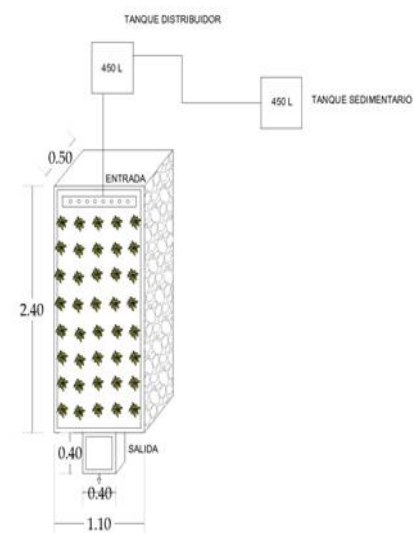 TANQUE DISTRIBUIDOR
450 L
450 L
TANQUE SEDIMENTARIO
0.50
ENTRADA
2.40
0.40
SALIDA
0.40
1.10